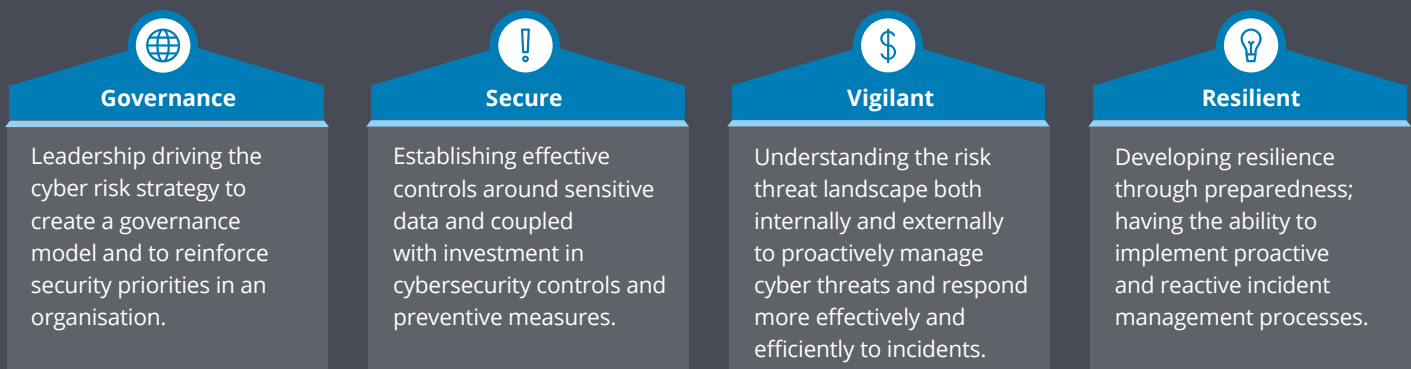 Governance
Leadership driving the
cyber risk strategy to
create a governance
model and to reinforce
security priorities in an
organisation.
Secure
Establishing effective
controls around sensitive
data and coupled
with investment in
cybersecurity controls and
preventive measures.
Vigilant
Understanding the risk
threat landscape both
internally and externally
to proactively manage
cyber threats and respond
more effectively and
efficiently to incidents.
Resilient
Developing resilience
through preparedness;
having the ability to
implement proactive
and reactive incident
management processes.